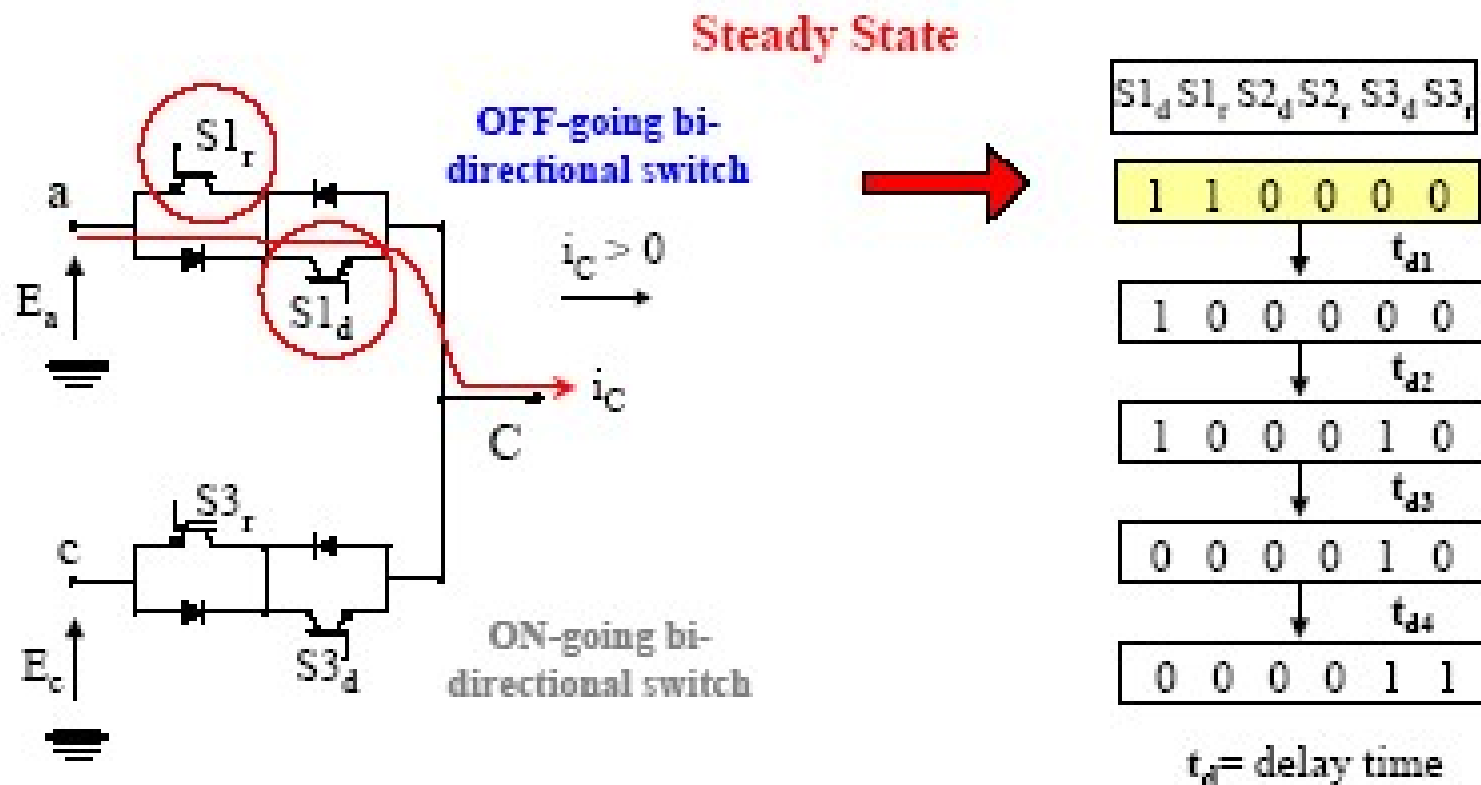 Steady State
S1r
OFF-going bi-
directional switch
a
iC > 0
Ea
S1d
iC
C
S3r
c
ON-going bi-
directional switch
Ec
S3d
S1d S1r S2d S2r S3d S3r
1 1 0 0 0 0
td1
1 0 0 0 0 0
td2
1 0 0 0 1 0
td3
0 0 0 0 1 0
td4
0 0 0 0 1 1
td= delay time